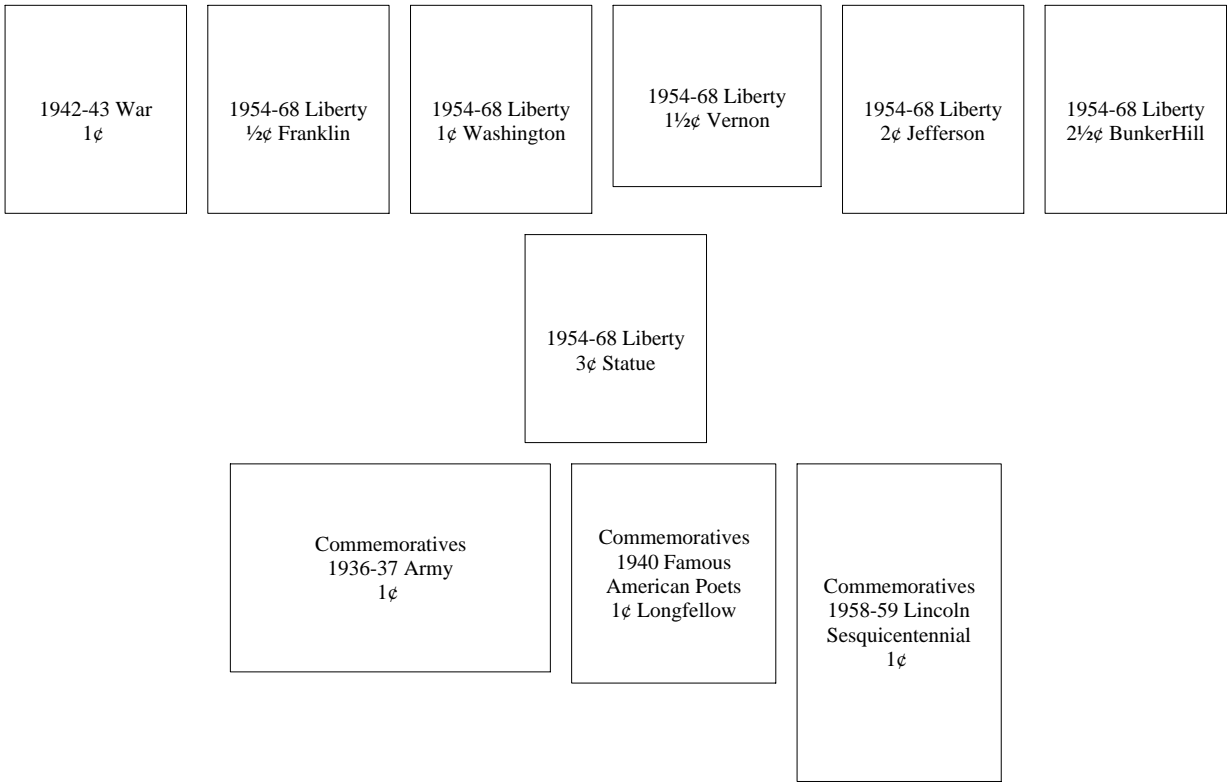 1942-43 War
1¢
1954-68 Liberty
½¢ Franklin
1954-68 Liberty
1¢ Washington
1954-68 Liberty
1½¢ Vernon
1954-68 Liberty
2¢ Jefferson
1954-68 Liberty
2½¢ BunkerHill
1954-68 Liberty
3¢ Statue
Commemoratives
1936-37 Army
1¢
Commemoratives
1940 Famous
American Poets
1¢ Longfellow
Commemoratives
1958-59 Lincoln
Sesquicentennial
1¢